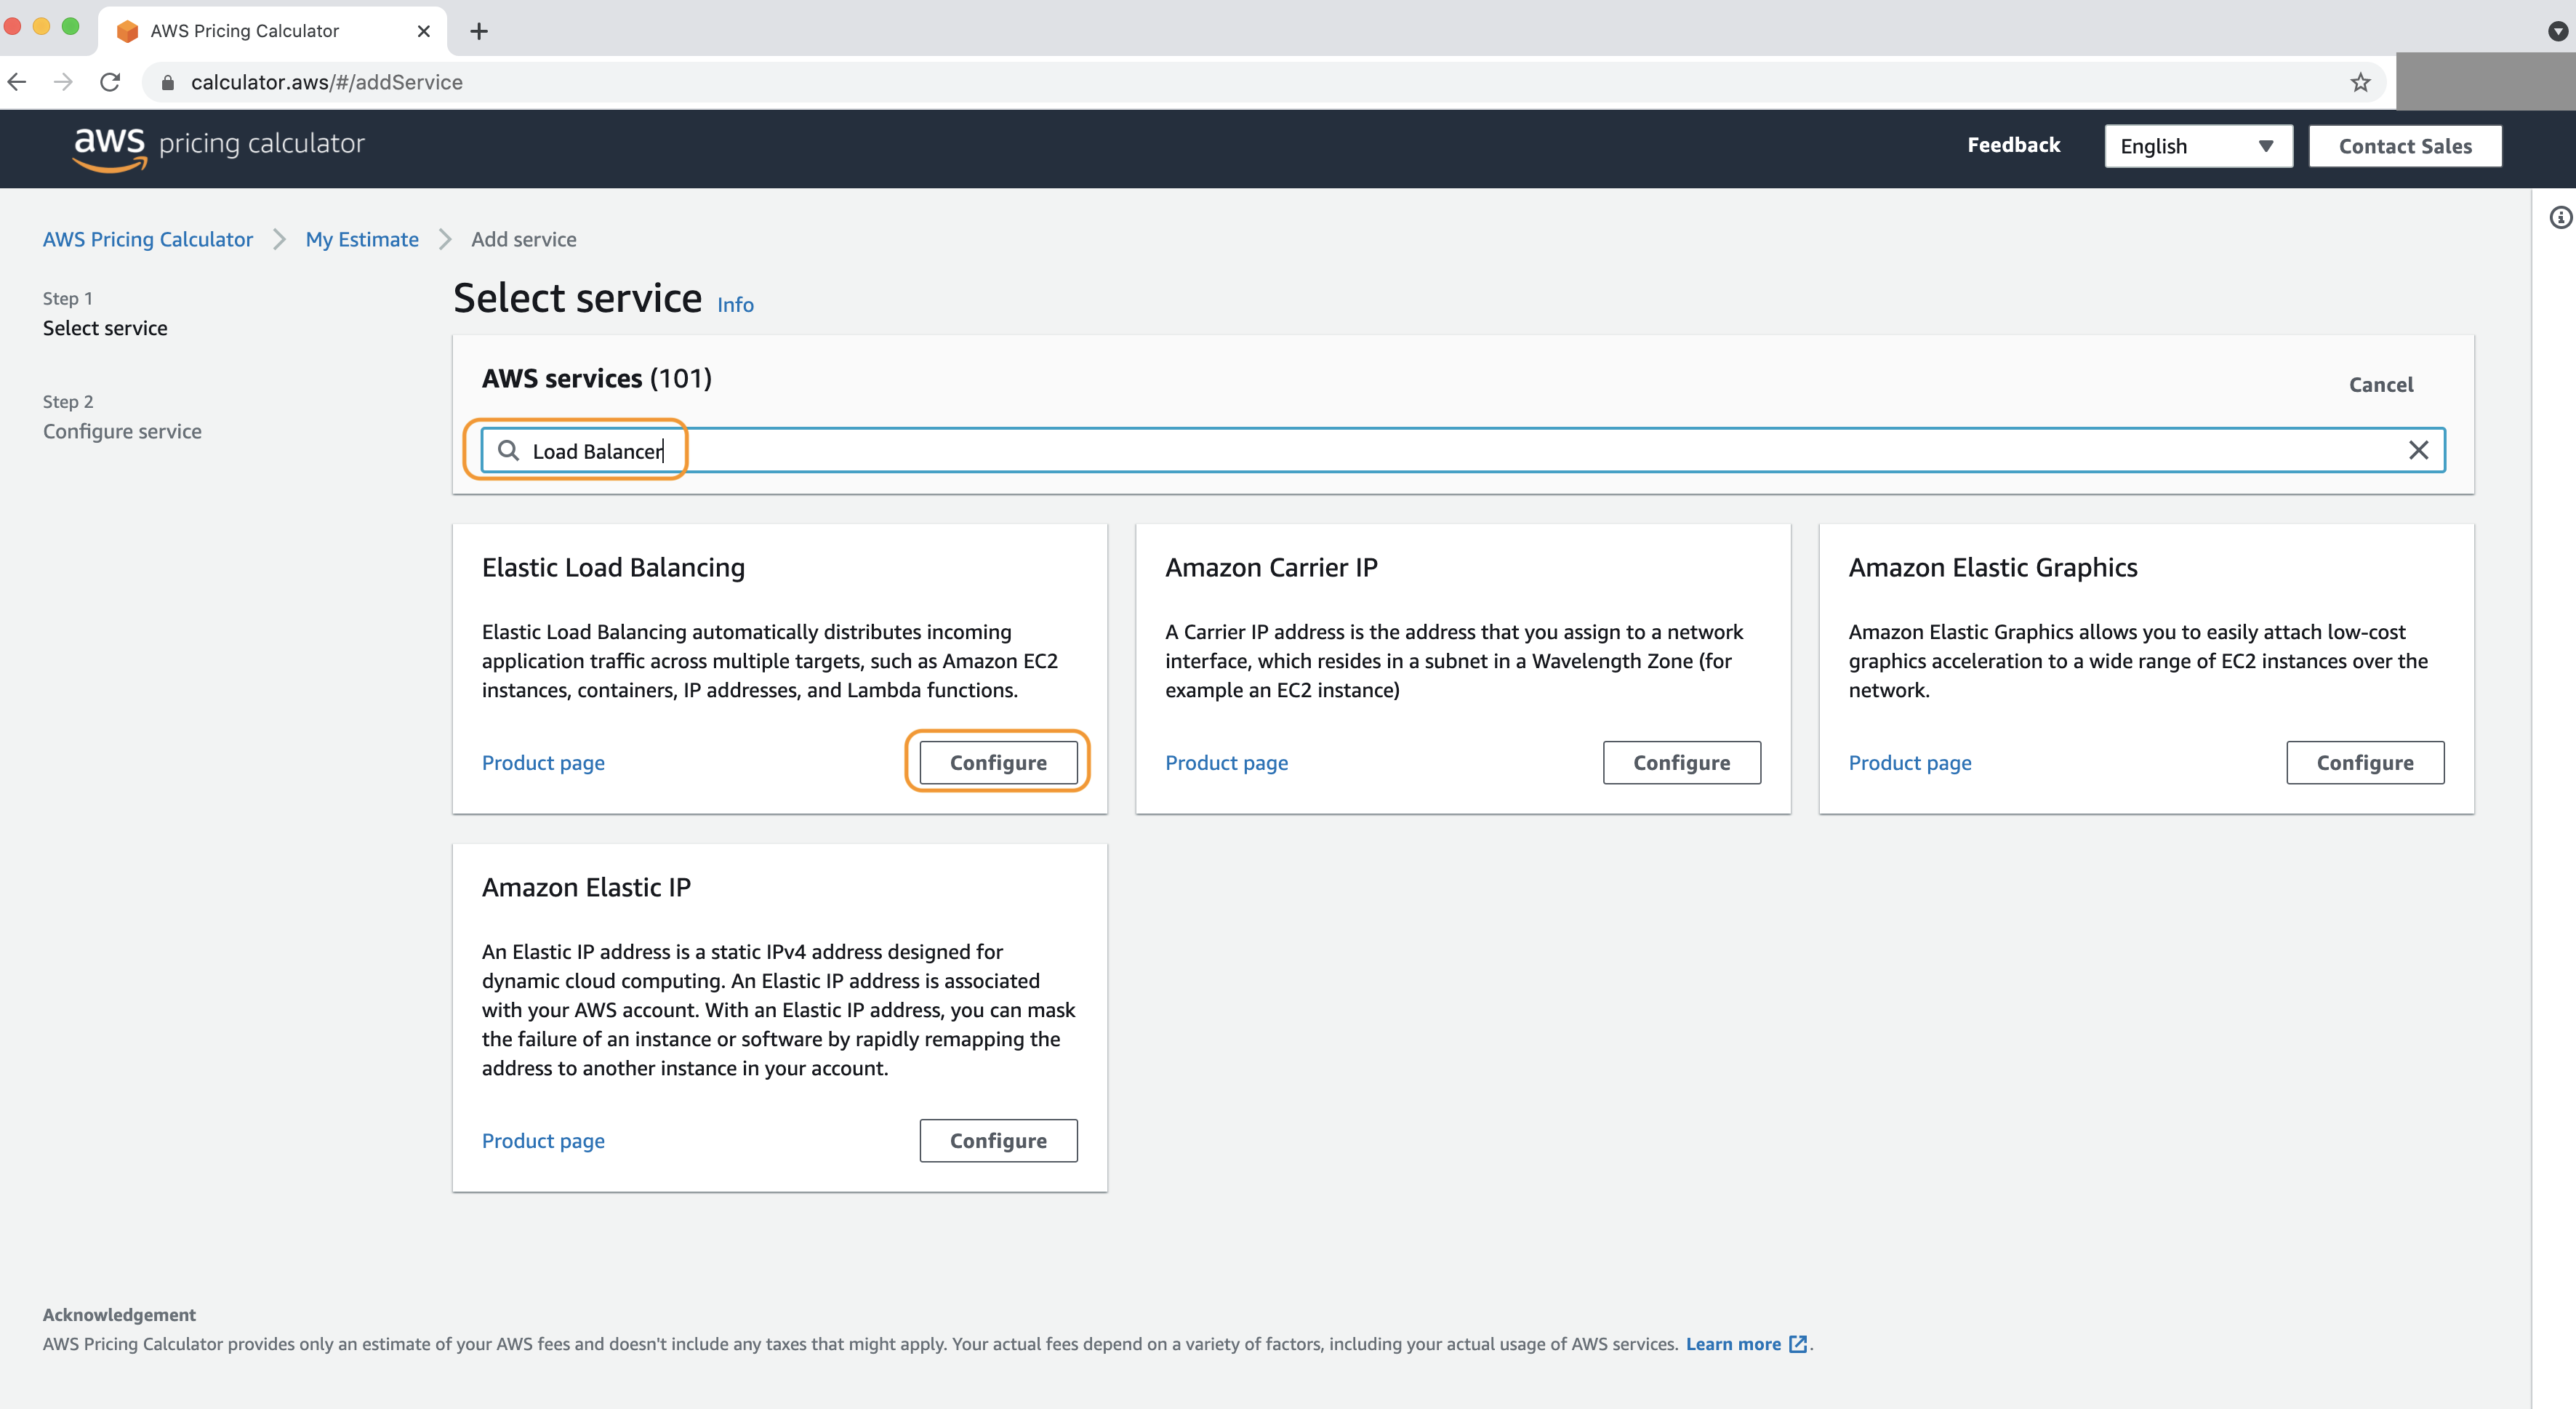 AWS Pricing Calculator
calculator.aws/#/addService
aws pricing calculator
Feedback
English
Contact Sales
AWS Pricing Calculator
My Estimate
Add service
Step 1
Select service
Step 2
Configure service
Select service Info
AWS services (101)
Cancel
Load Balancer
Elastic Load Balancing
Elastic Load Balancing automatically distributes incoming
application traffic across multiple targets, such as Amazon EC2
instances, containers, IP addresses, and Lambda functions.
Product page
Configure
Amazon Carrier IP
A Carrier IP address is the address that you assign to a network
interface, which resides in a subnet in a Wavelength Zone (for
example an EC2 instance)
Product page
Configure
Amazon Elastic Graphics
Amazon Elastic Graphics allows you to easily attach low-cost
graphics acceleration to a wide range of EC2 instances over the
network.
Product page
Configure
Amazon Elastic IP
An Elastic IP address is a static IPv4 address designed for
dynamic cloud computing. An Elastic IP address is associated
with your AWS account. With an Elastic IP address, you can mask
the failure of an instance or software by rapidly remapping the
address to another instance in your account.
Product page
Configure
Acknowledgement
AWS Pricing Calculator provides only an estimate of your AWS fees and doesn't include any taxes that might apply. Your actual fees depend on a variety of factors, including your actual usage of AWS services. Learn more.